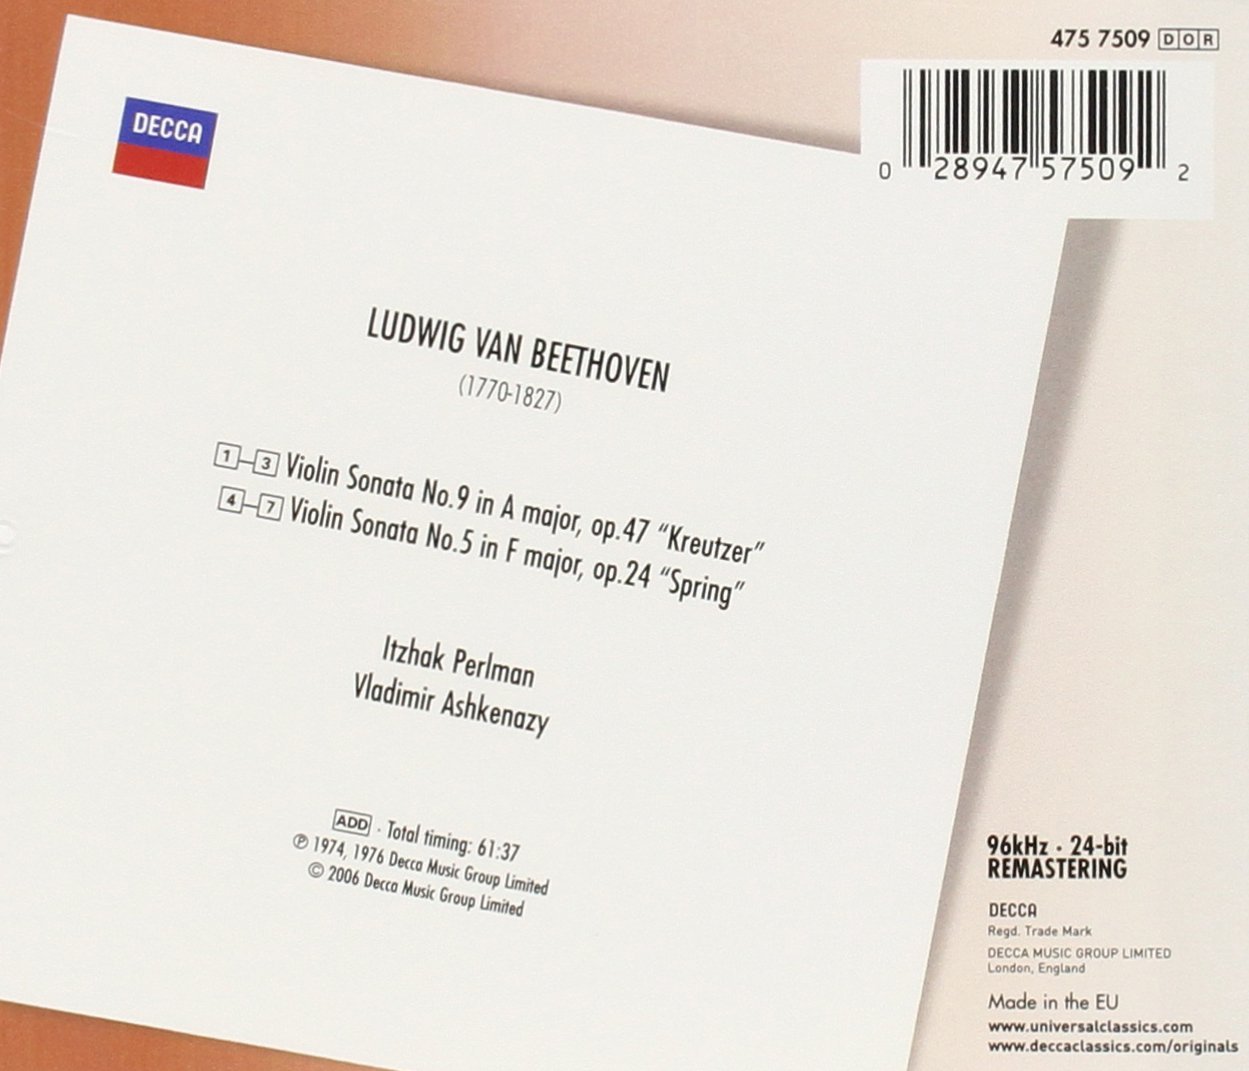 475 7509 DOR
0 28947 57509 2
DECCA
LUDWIG VAN BEETHOVEN
(1770-1827)
1–3 Violin Sonata No.9 in A major, op.47 “Kreutzer”
4–7 Violin Sonata No.5 in F major, op.24 “Spring”
Itzhak Perlman
Vladimir Ashkenazy
ADD · Total timing: 61:37
℗ 1974, 1976 Decca Music Group Limited
© 2006 Decca Music Group Limited
96kHz · 24-bit
REMASTERING
DECCA
Regd. Trade Mark
DECCA MUSIC GROUP LIMITED
London, England
Made in the EU
www.universalclassics.com
www.deccaclassics.com/originals